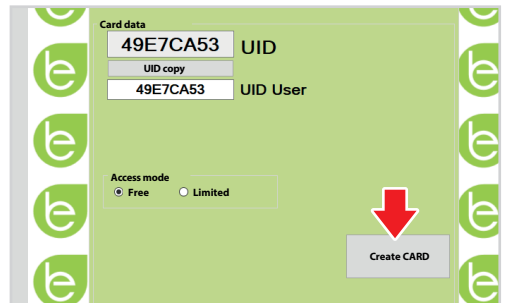 Card data
49E7CA53 UID
UID copy
49E7CA53 UID User
Access mode
Free Limited
Create CARD